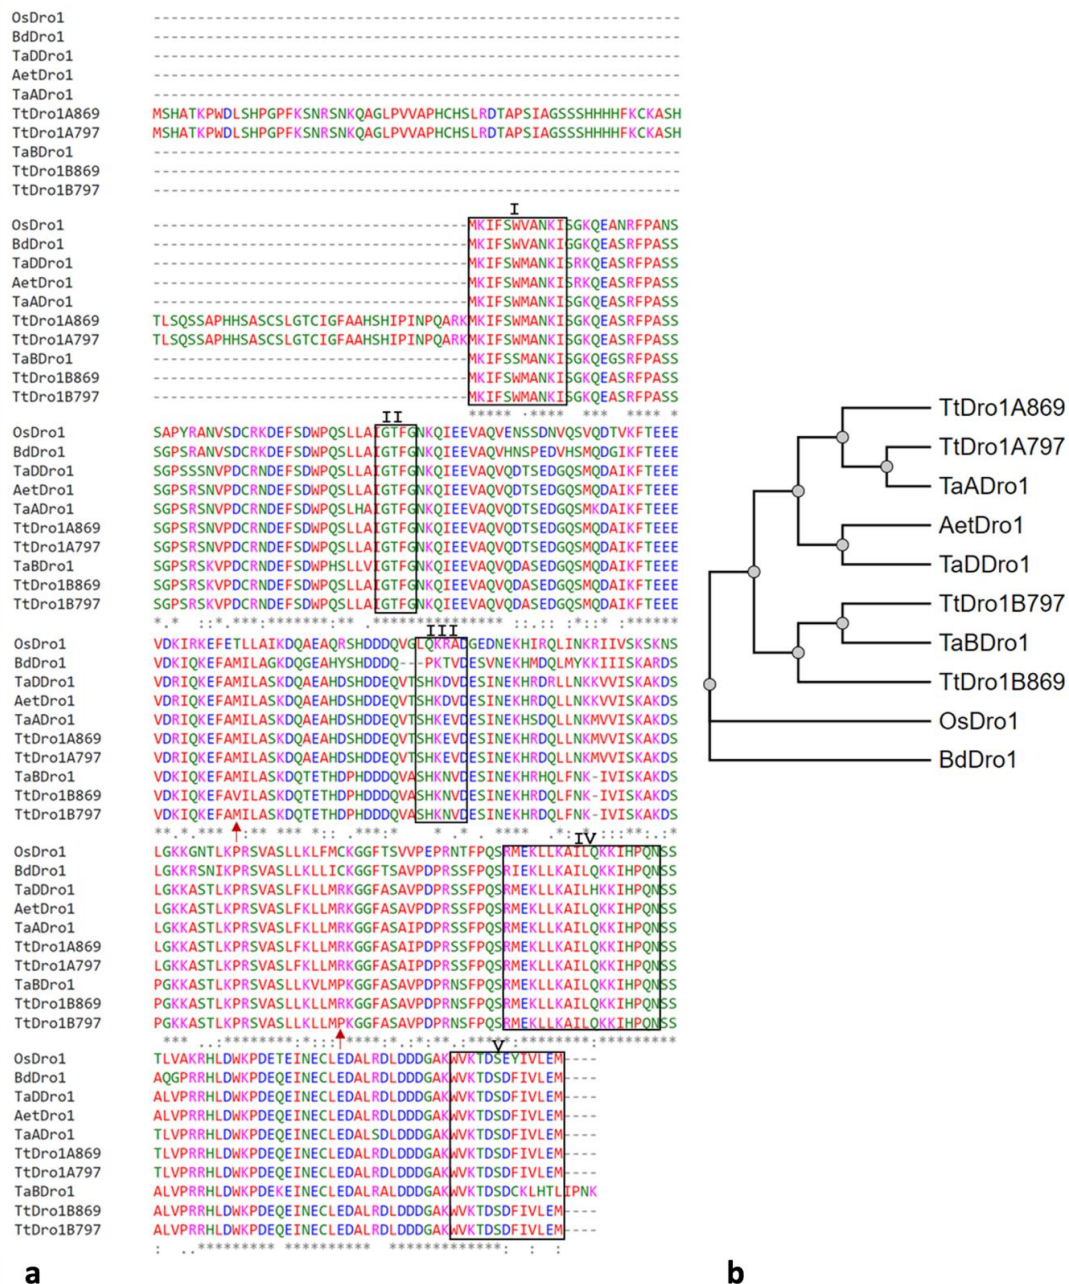 OsDro1 ----------------------------------------------------------------
BdDro1 ----------------------------------------------------------------
TaDDro1 ----------------------------------------------------------------
AetDro1 ----------------------------------------------------------------
TaADro1 ----------------------------------------------------------------
TtDro1A869 MSHATKPWDLSHPGPFKSNRSNKQAGLPVVAPHCHSLRDTAPSIAGSSSSHHHHFKCKASH
TtDro1A797 MSHATKPWDLSHPGPFKSNRSNKQAGLPVVAPHCHSLRDTAPSIAGSSSSHHHHFKCKASH
TaBDro1 ----------------------------------------------------------------
TtDro1B869 ----------------------------------------------------------------
TtDro1B797 ----------------------------------------------------------------
I
OsDro1 ------------------------------------MKIFSWVANKISGKQEANRFPANS
BdDro1 ------------------------------------MKIFSWVANKIGGKQEASRFPASS
TaDDro1 ------------------------------------MKIFSWMANKISRKQEASRFPASS
AetDro1 ------------------------------------MKIFSWMANKISRKQEASRFPASS
TaADro1 ------------------------------------MKIFSWMANKISGKQEASRFPASS
TtDro1A869 TLSQSSAPHHSASCSLGTCIGFAAHSHIPINPQARKMKIFSWMANKISGKQEASRFPASS
TtDro1A797 TLSQSSAPHHSASCSLGTCIGFAAHSHIPINPQARKMKIFSWMANKISGKQEASRFPASS
TaBDro1 ------------------------------------MKIFSSMANKISGKQEGSRFPASS
TtDro1B869 ------------------------------------MKIFSWMANKISGKQEASRFPASS
TtDro1B797 ------------------------------------MKIFSWMANKISGKQEASRFPASS
***** .**** *** **** *
II
OsDro1 SAPYRANVSDCRKDEFSDWPQSLLAIGTFGNKQIEEVAQVENSSDNVQSVQDTVKFTEEE
BdDro1 SGPSRANVSDCRKDEFSDWPQSLLAIGTFGNKQIEEVAQVHNSPEDVHSMQDGIKFTEEE
TaDDro1 SGPSSSNVPDCRNDEFSDWPQSLLAIGTFGNKQIEEVAQVQDTSEDGQSMQDAIKFTEEE
AetDro1 SGPSRSNVPDCRNDEFSDWPQSLLAIGTFGNKQIEEVAQVQDTSEDGQSMQDAIKFTEEE
TaADro1 SGPSRSNVPDCRNDEFSDWPQSLHAIGTFGNKQIEEVAQVQDTSEDGQSMKDAIKFTEEE
TtDro1A869 SGPSRSNVPDCRNDEFSDWPQSLLAIGTFGNKQIEEVAQVQDTSEDGQSMQDAIKFTEEE
TtDro1A797 SGPSRSNVPDCRNDEFSDWPQSLLAIGTFGNKQIEEVAQVQDTSEDGQSMQDAIKFTEEE
TaBDro1 SGPSRSKVPDCRNDEFSDWPHSLLVIGTFGNKQIEEVAQVQDASEDGQSMQDAIKFTEEE
TtDro1B869 SGPSRSKVPDCRNDEFSDWPQSLLAIGTFGNKQIEEVAQVQDASEDGQSMQDAIKFTEEE
TtDro1B797 SGPSRSKVPDCRNDEFSDWPQSLLAIGTFGNKQIEEVAQVQDASEDGQSMQDAIKFTEEE
*.* :.* ***:*******:** .***************.::.:: :*::* :******
III
OsDro1 VDKIRKEFETLLAIKDQAEAQRSHDDDQVGLQKRADGEDNEKHIRQLINKRIIVSKSKNS
BdDro1 VDKIQKEFAMILAGKDQGEAHYSHDDDQ---PKTVDESVNEKHMDQLMYKKIIISKARDS
TaDDro1 VDRIQKEFAMILASKDQAEAHDSHDDEQVTSHKDVDESINEKHRDRLLNKKVVISKAKDS
AetDro1 VDRIQKEFAMILASKDQAEAHDSHDDEQVTSHKDVDESINEKHRDRLLNKKVVISKAKDS
TaADro1 VDRIQKEFAMILASKDQAEAHDSHDDEQVTSHKEVDESINEKHSDQLLNKMVVISKAKDS
TtDro1A869 VDRIQKEFAMILASKDQAEAHDSHDDEQVTSHKEVDESINEKHRDQLLNKMVVISKAKDS
TtDro1A797 VDRIQKEFAMILASKDQAEAHDSHDDEQVTSHKEVDESINEKHRDQLLNKMVVISKAKDS
TaBDro1 VDKIQKEFAMILASKDQTETHDPHDDDQVASHKNVDESINEKHRHQLFNK-IVISKAKDS
TtDro1B869 VDKIQKEFAVILASKDQTETHDPHDDDQVASHKNVDESINEKHRDQLFNK-IVISKAKDS
TtDro1B797 VDKIQKEFAMILASKDQTETHDPHDDDQVASHKNVDESINEKHRDQLFNK-IVISKAKDS
IV
OsDro1 LGKKGNTLKPRSVASLLKLFMCKGGFTSVVPEPRNTFPQSRMEKLLKAILQKKIHPQNSS
BdDro1 LGKKRSNIKPRSVASLLKLLICKGGFTSAVPDPRSSFPQSRIEKLLKAILQKKIHPQNSS
TaDDro1 LGKKASTLKPRSVASLFKLLMRKGGFASAVPDPRSSFPQSRMEKLLKAILHKKIHPQNSS
AetDro1 LGKKASTLKPRSVASLFKLLMRKGGFASAVPDPRSSFPQSRMEKLLKAILQKKIHPQNSS
TaADro1 LGKKASTLKPRSVASLFKLLMRKGGFASAIPDPRSSFPQSRMEKLLKAILQKKIHPQNSS
TtDro1A869 LGKKASTLKPRSVASLFKLLMRKGGFASAIPDPRSSFPQSRMEKLLKAILQKKIHPQNSS
TtDro1A797 LGKKASTLKPRSVASLFKLLMRKGGFASAIPDPRSSFPQSRMEKLLKAILQKKIHPQNSS
TaBDro1 PGKKASTLKPRSVASLLKVLMPKGGFASAVPDPRNSFPQSRMEKLLKAILQKKIHPQNSS
TtDro1B869 PGKKASTLKPRSVASLLKLLMRKGGFASAVPDPRNSFPQSRMEKLLKAILQKKIHPQNSS
TtDro1B797 PGKKASTLKPRSVASLLKLLMPKGGFASAVPDPRNSFPQSRMEKLLKAILQKKIHPQNSS
V
OsDro1 TLVAKRHLDWKPDETEINECLEDALRDLDDDGAKWVKTDSEYIVLEM----
BdDro1 AQGPRRHLDWKPDEQEINECLEDALRDLDDDGAKWVKTDSDFIVLEM----
TaDDro1 ALVPRRHLDWKPDEQEINECLEDALRDLDDDGAKWVKTDSDFIVLEM----
AetDro1 ALVPRRHLDWKPDEQEINECLEDALRDLDDDGAKWVKTDSDFIVLEM----
TaADro1 TLVPRRHLDWKPDEQEINECLEDALSDLDDDGAKWVKTDSDFIVLEM----
TtDro1A869 TLVPRRHLDWKPDEQEINECLEDALRDLDDDGAKWVKTDSDFIVLEM----
TtDro1A797 TLVPRRHLDWKPDEQEINECLEDALRDLDDDGAKWVKTDSDFIVLEM----
TaBDro1 ALVPRRHLDWKPDEKEINECLEDALRALDDDGAKWVKTDSDCKLHTLIPNK
TtDro1B869 ALVPRRHLDWKPDEQEINECLEDALRDLDDDGAKWVKTDSDFIVLEM----
TtDro1B797 ALVPRRHLDWKPDEQEINECLEDALRDLDDDGAKWVKTDSDFIVLEM----
a
TtDro1A869
TtDro1A797
TaADro1
AetDro1
TaDDro1
TtDro1B797
TaBDro1
TtDro1B869
OsDro1
BdDro1
b